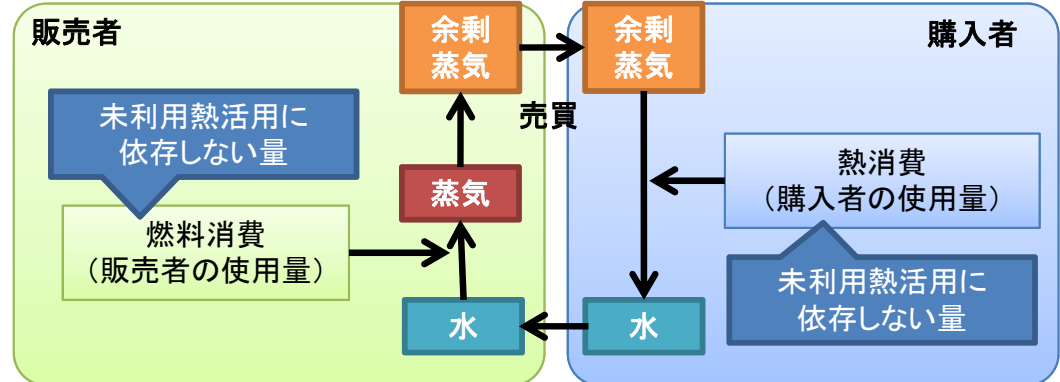 販売者
余剰
蒸気
余剰
蒸気
購入者
売買
未利用熱活用に
依存しない量
蒸気
熱消費
（購入者の使用量）
燃料消費
（販売者の使用量）
未利用熱活用に
依存しない量
水
水